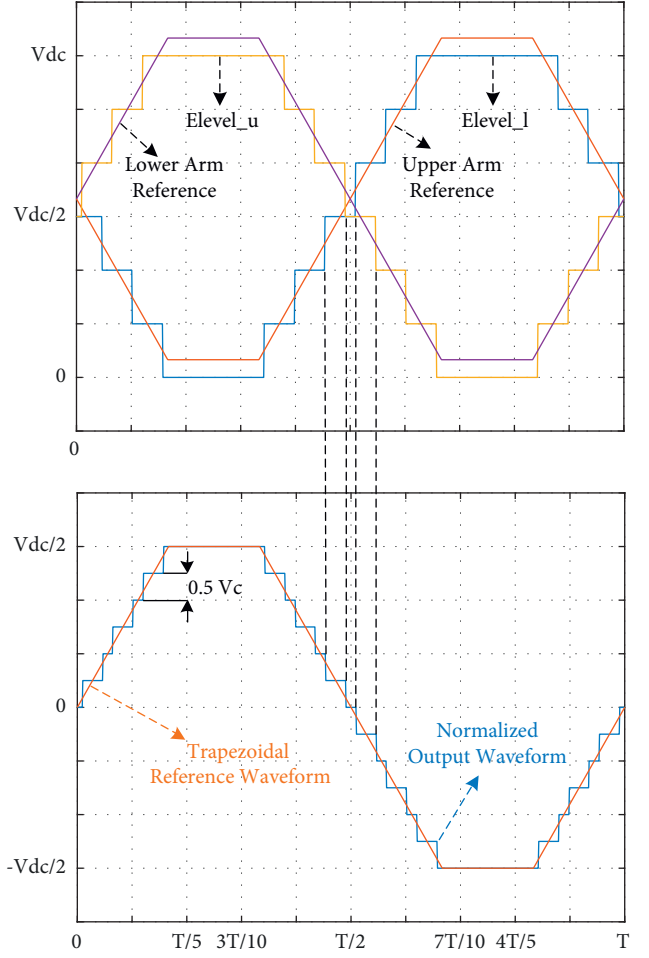 Vdc
Elevel_u
Elevel_l
Lower Arm
Reference
Upper Arm
Reference
Vdc/2
0
0
Vdc/2
0.5 Vc
0
Trapezoidal
Reference Waveform
Normalized
Output Waveform
-Vdc/2
0
T/5
3T/10
T/2
7T/10
4T/5
T